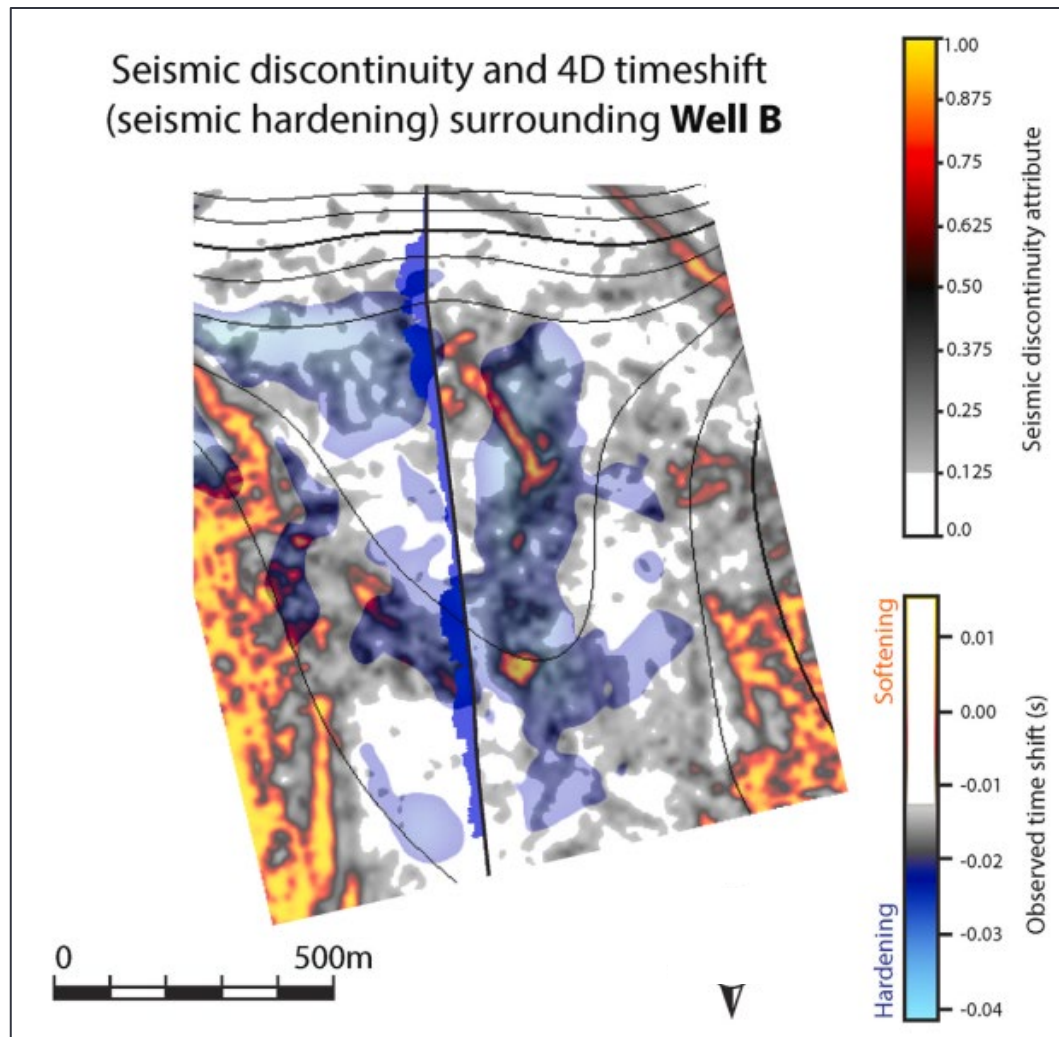 Seismic discontinuity and 4D timeshift
(seismic hardening) surrounding Well B
1.00
0.875
0.75
0.625
0.50
0.375
0.25
0.125
0.0
Seismic discontinuity attribute
Softening
Hardening
0.01
0.00
-0.01
-0.02
-0.03
-0.04
Observed time shift (s)
0
500m